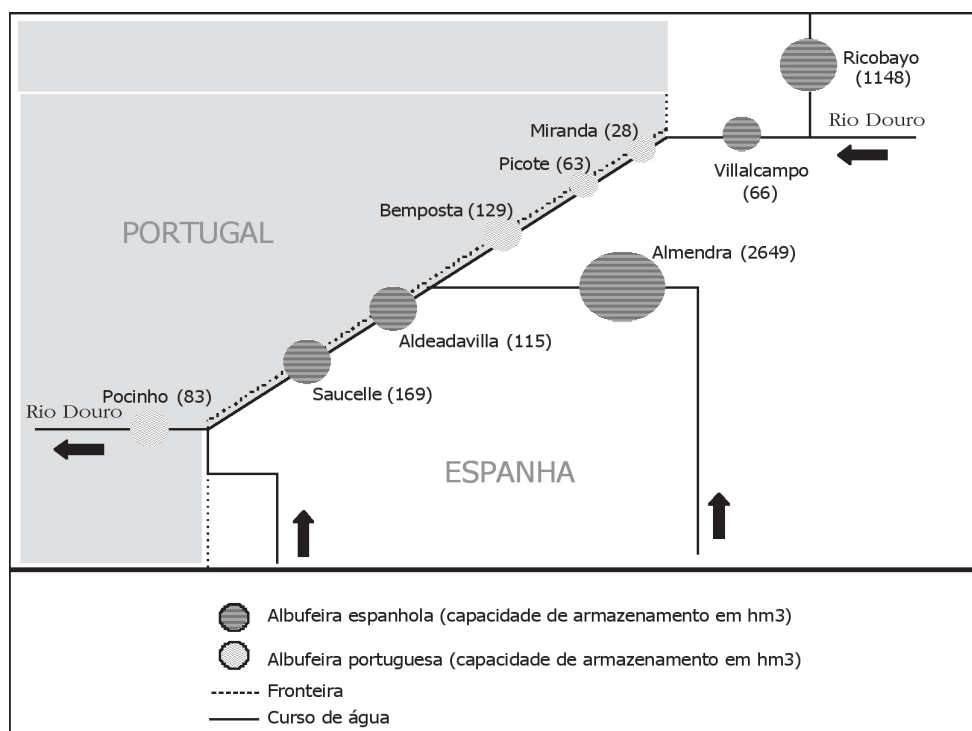 Ricobayo
(1148)
Rio Douro
Miranda (28)
Picote (63)
Villalcampo
(66)
Bemposta (129)
PORTUGAL
Almendra (2649)
Aldeadavilla (115)
Saucelle (169)
Pocinho (83)
Rio Douro
ESPANHA
Albufeira espanhola (capacidade de armazenamento em hm3)
Albufeira portuguesa (capacidade de armazenamento em hm3)
Fronteira
Curso de água